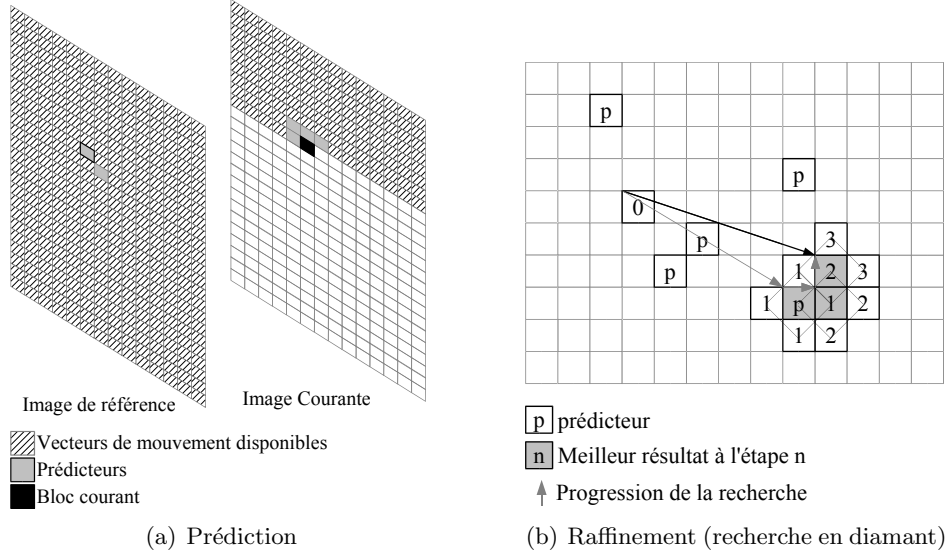 Image de référence
Image Courante
Vecteurs de mouvement disponibles
Prédicteurs
Bloc courant
(a) Prédiction
p
p
0
p
3
p
1 2 3
1 p 1 2
1 2
p prédicteur
n Meilleur résultat à l'étape n
Progression de la recherche
(b) Raffinement (recherche en diamant)